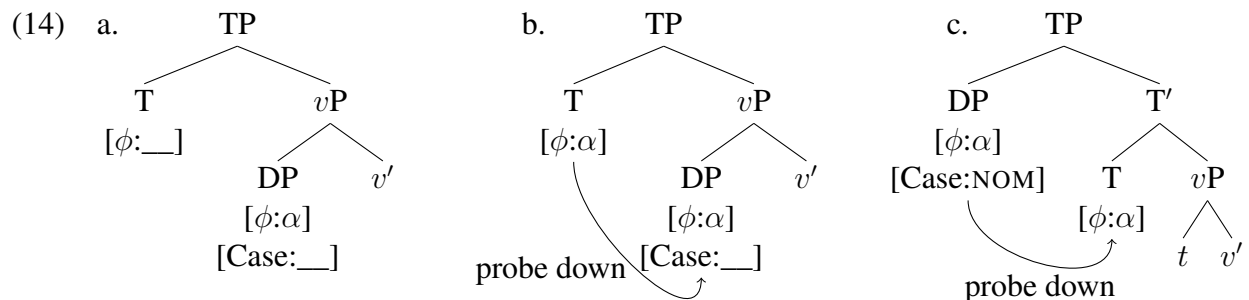 (14) a. TP b. TP c. TP
T vP T vP DP T′
[ϕ:__] [ϕ:α] [ϕ:α]
DP v′ DP v′ [Case:NOM] T vP
[ϕ:α] [ϕ:α] [ϕ:α]
[Case:__] probe down [Case:__] t v′
probe down